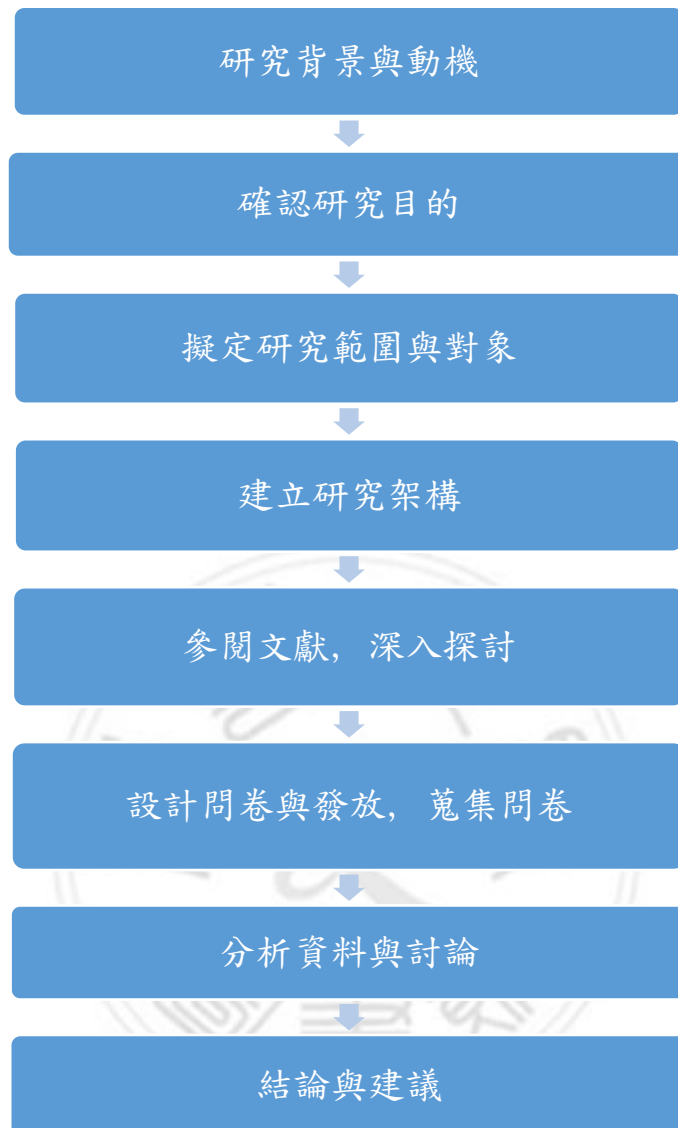 研究背景與動機
確認研究目的
擬定研究範圍與對象
建立研究架構
參閱文獻, 深入探討
設計問卷與發放, 蒐集問卷
分析資料與討論
結論與建議